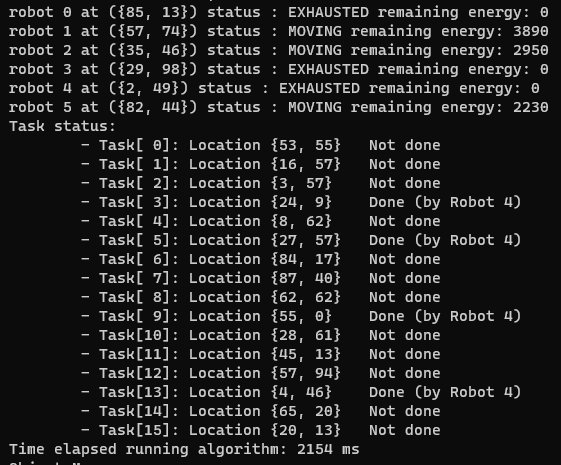 robot 0 at ({85, 13}) status : EXHAUSTED remaining energy: 0
robot 1 at ({57, 74}) status : MOVING remaining energy: 3890
robot 2 at ({35, 46}) status : MOVING remaining energy: 2950
robot 3 at ({29, 98}) status : EXHAUSTED remaining energy: 0
robot 4 at ({2, 49}) status : EXHAUSTED remaining energy: 0
robot 5 at ({82, 44}) status : MOVING remaining energy: 2230
Task status:
- Task[ 0]: Location {53, 55} Not done
- Task[ 1]: Location {16, 57} Not done
- Task[ 2]: Location {3, 57} Not done
- Task[ 3]: Location {24, 9} Done (by Robot 4)
- Task[ 4]: Location {8, 62} Not done
- Task[ 5]: Location {27, 57} Done (by Robot 4)
- Task[ 6]: Location {84, 17} Not done
- Task[ 7]: Location {87, 40} Not done
- Task[ 8]: Location {62, 62} Not done
- Task[ 9]: Location {55, 0} Done (by Robot 4)
- Task[10]: Location {28, 61} Not done
- Task[11]: Location {45, 13} Not done
- Task[12]: Location {57, 94} Not done
- Task[13]: Location {4, 46} Done (by Robot 4)
- Task[14]: Location {65, 20} Not done
- Task[15]: Location {20, 13} Not done
Time elapsed running algorithm: 2154 ms